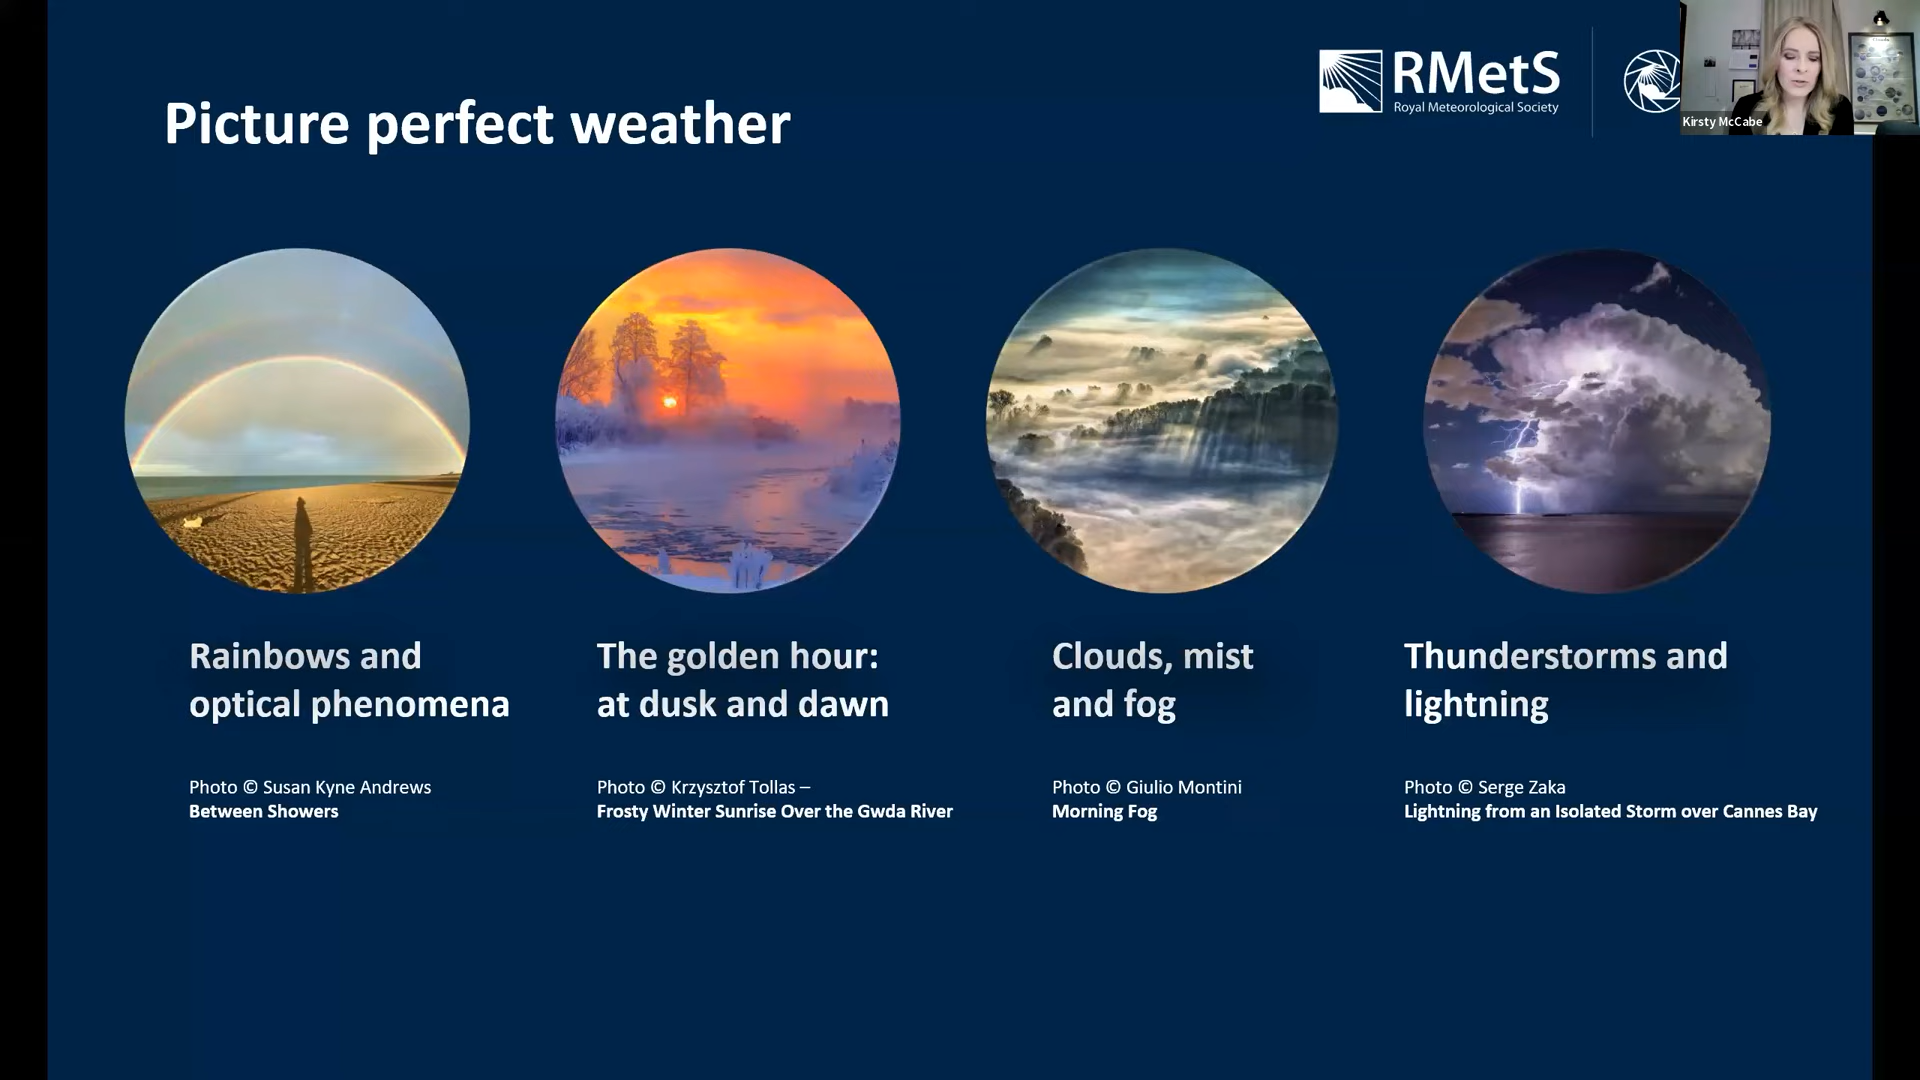 RMetS
Royal Meteorological Society
Kirsty McCabe
Picture perfect weather
Rainbows and
optical phenomena
Photo © Susan Kyne Andrews
Between Showers
The golden hour:
at dusk and dawn
Photo © Krzysztof Tollas –
Frosty Winter Sunrise Over the Gwda River
Clouds, mist
and fog
Photo © Giulio Montini
Morning Fog
Thunderstorms and
lightning
Photo © Serge Zaka
Lightning from an Isolated Storm over Cannes Bay